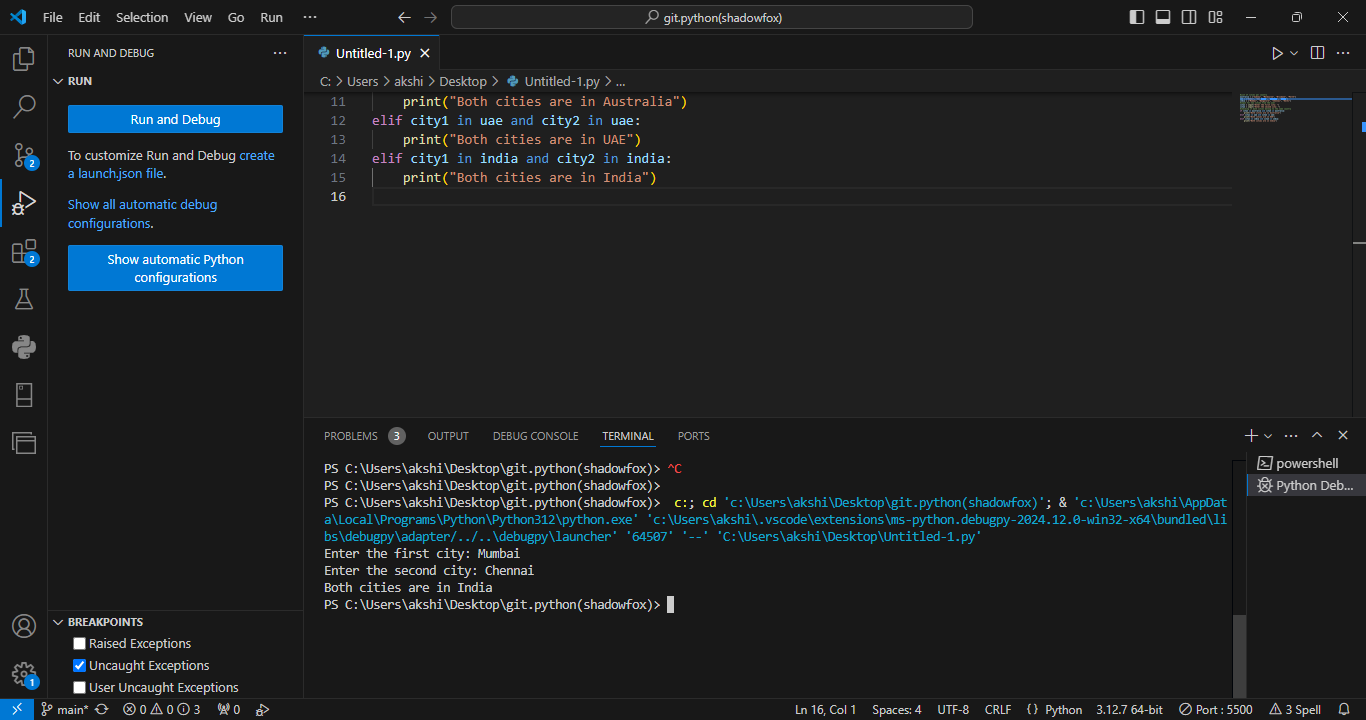 File Edit Selection View Go Run ···
git.python(shadowfox)
RUN AND DEBUG
RUN
Run and Debug
To customize Run and Debug create
a launch.json file.
Show all automatic debug
configurations.
Show automatic Python
configurations
2
2
1
BREAKPOINTS
Raised Exceptions
Uncaught Exceptions
User Uncaught Exceptions
Untitled-1.py
C: > Users > akshi > Desktop > Untitled-1.py > ...
11 print("Both cities are in Australia")
12 elif city1 in uae and city2 in uae:
13 print("Both cities are in UAE")
14 elif city1 in india and city2 in india:
15 print("Both cities are in India")
16
PROBLEMS 3 OUTPUT DEBUG CONSOLE TERMINAL PORTS
PS C:\Users\akshi\Desktop\git.python(shadowfox)> ^C
PS C:\Users\akshi\Desktop\git.python(shadowfox)>
PS C:\Users\akshi\Desktop\git.python(shadowfox)>  c:; cd 'c:\Users\akshi\Desktop\git.python(shadowfox)'; & 'c:\Users\akshi\AppDat
a\Local\Programs\Python\Python312\python.exe' 'c:\Users\akshi\.vscode\extensions\ms-python.debugpy-2024.12.0-win32-x64\bundled\li
bs\debugpy\adapter/../..\debugpy\launcher' '64507' '--' 'C:\Users\akshi\Desktop\Untitled-1.py'
Enter the first city: Mumbai
Enter the second city: Chennai
Both cities are in India
PS C:\Users\akshi\Desktop\git.python(shadowfox)>
powershell
Python Deb...
main* 0 0 3 0
Ln 16, Col 1 Spaces: 4 UTF-8 CRLF {} Python 3.12.7 64-bit Port : 5500 3 Spell